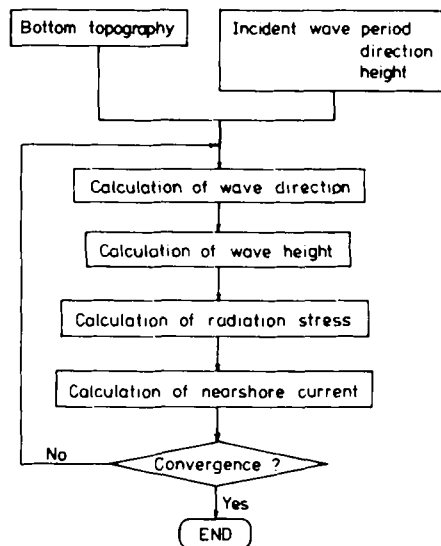 Bottom topography
Incident wave period
direction
height
Calculation of wave direction
Calculation of wave height
Calculation of radiation stress
Calculation of nearshore current
Convergence ?
No
Yes
END